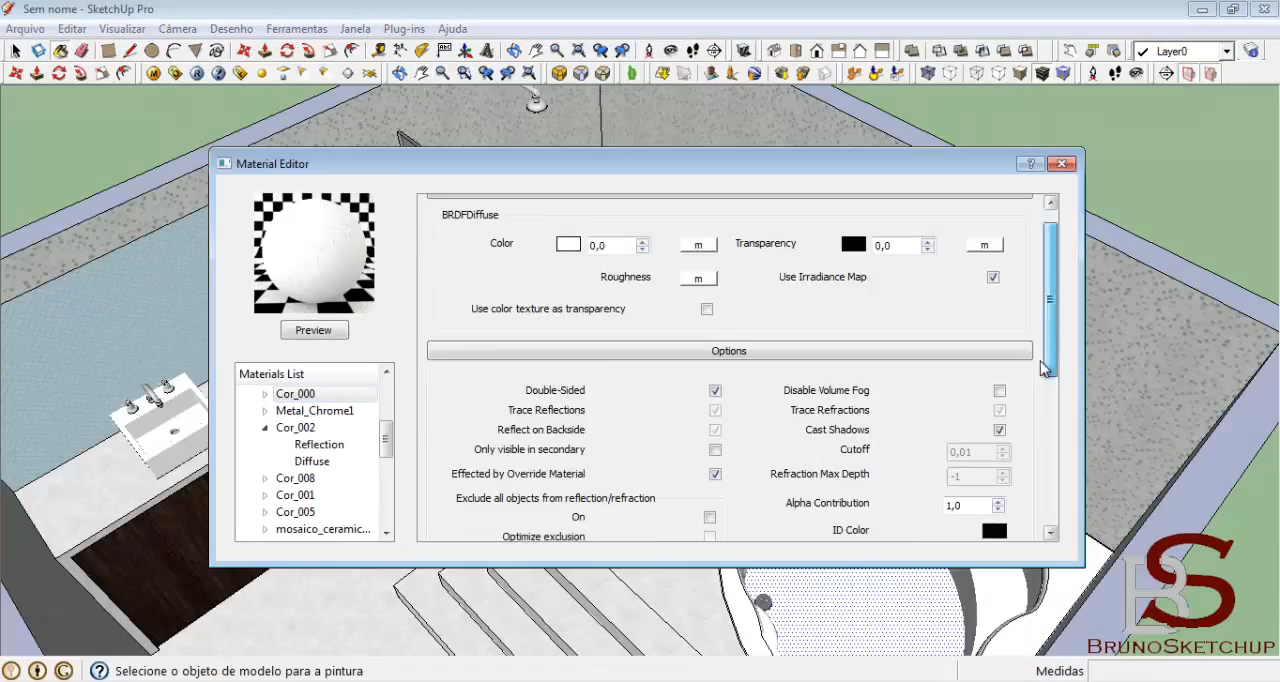 Sem nome - SketchUp Pro
Arquivo Editar Visualizar Câmera Desenho Ferramentas Janela Plug-ins Ajuda
Layer0
Material Editor
BRDFDiffuse
Color 0,0 m Transparency 0,0 m
Roughness m Use Irradiance Map
Use color texture as transparency
Preview
Options
Materials List
Cor_000
Metal_Chrome1
Cor_002
Reflection
Diffuse
Cor_008
Cor_001
Cor_005
mosaico_ceramic...
Double-Sided Disable Volume Fog
Trace Reflections Trace Refractions
Reflect on Backside Cast Shadows
Only visible in secondary Cutoff 0,01
Effected by Override Material Refraction Max Depth -1
Exclude all objects from reflection/refraction
Alpha Contribution 1,0
On
ID Color
Optimize exclusion
BS
BRUNOSKETCHUP
Selecione o objeto de modelo para a pintura Medidas